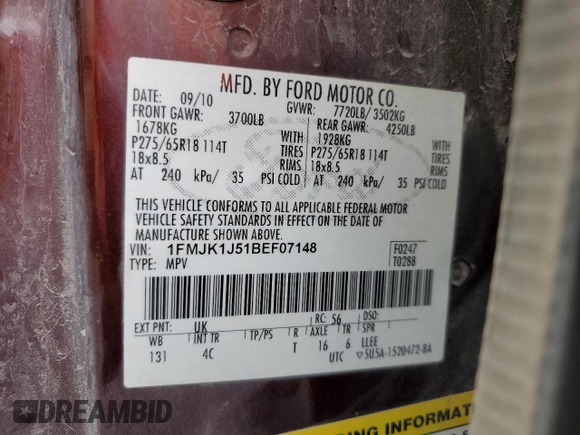 MFD. BY FORD MOTOR CO.
DATE: 09/10 GVWR: 7720LB/ 3502KG
FRONT GAWR: 3700LB REAR GAWR: 4250LB
1678KG WITH 1928KG WITH
P275/65R18 114T TIRES P275/65R18 114T TIRES
18x8.5 RIMS 18x8.5 RIMS
AT 240 kPa/ 35 PSI COLD AT 240 kPa/ 35 PSI COLD
THIS VEHICLE CONFORMS TO ALL APPLICABLE FEDERAL MOTOR
VEHICLE SAFETY STANDARDS IN EFFECT ON THE DATE OF
MANUFACTURE SHOWN ABOVE.
VIN: 1FMJK1J51BEF07148 F0247
TYPE: MPV T0288
EXT PNT: UK RC: 56 DSO:
WB INT TR TP/PS R AXLE TR SPR
131 4C T 16 6 LLEE
UTC 5U5A-1520472-BA
RING INFORMAT
DREAMBID